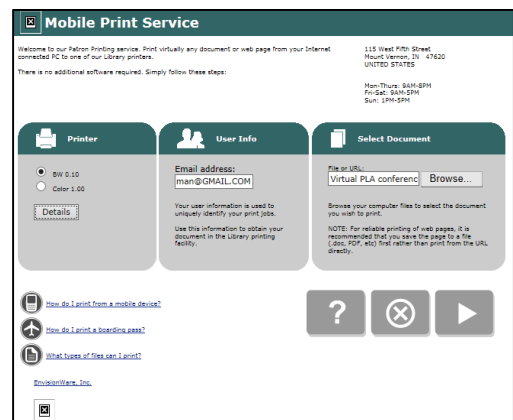 Mobile Print Service
Welcome to our Patron Printing service. Print virtually any document or web page from your Internet
connected PC to one of our Library printers.
There is no additional software required. Simply follow these steps:
115 West Fifth Street
Mount Vernon, IN 47620
UNITED STATES
Mon-Thurs: 9AM-8PM
Fri-Sat: 9AM-5PM
Sun: 1PM-5PM
Printer
BW 0.10
Color 1.00
Details
User Info
Email address:
man@GMAIL.COM
Your user information is used to
uniquely identify your print jobs.
Use this information to obtain your
document in the Library printing
facility.
Select Document
File or URL:
Virtual PLA conferenc
Browse...
Browse your computer files to select the document
you wish to print.
NOTE: For reliable printing of web pages, it is
recommended that you save the page to a file
(.doc, PDF, etc) first rather than print from the URL
directly.
How do I print from a mobile device?
How do I print a boarding pass?
What types of files can I print?
?
EnvisionWare, Inc.